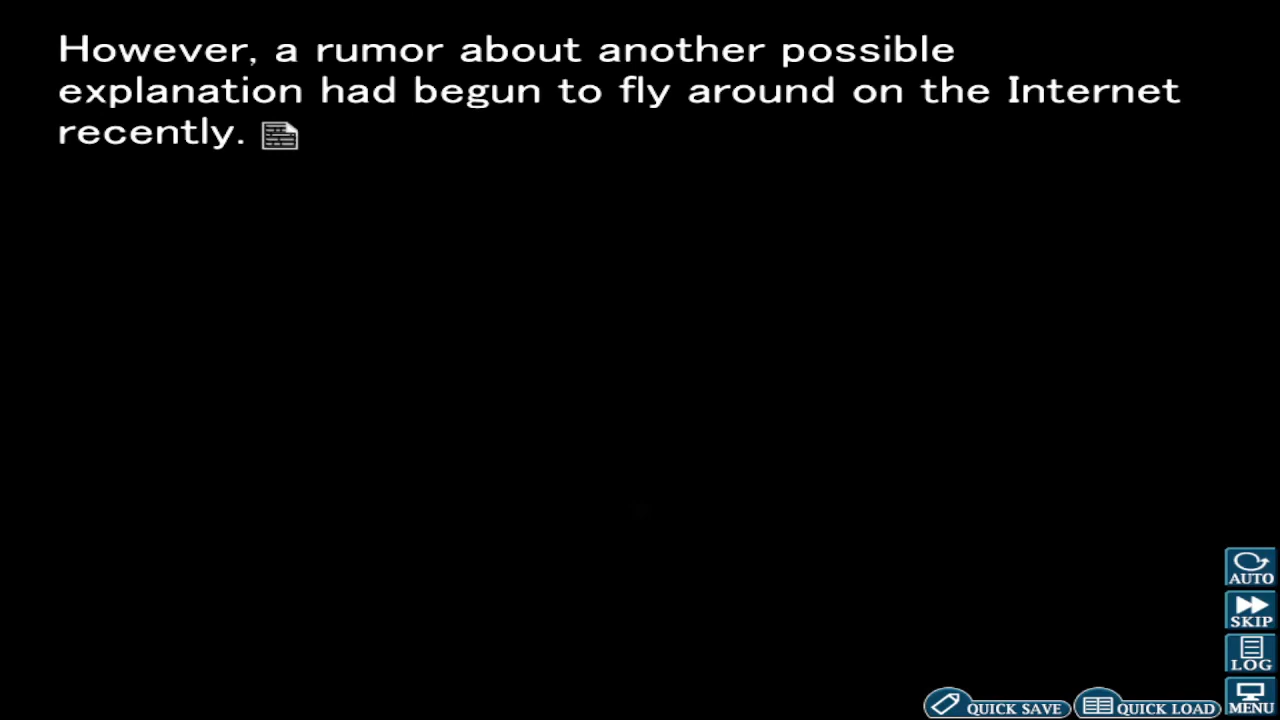 However, a rumor about another possible
explanation had begun to fly around on the Internet
recently.
AUTO
SKIP
LOG
QUICK SAVE QUICK LOAD MENU